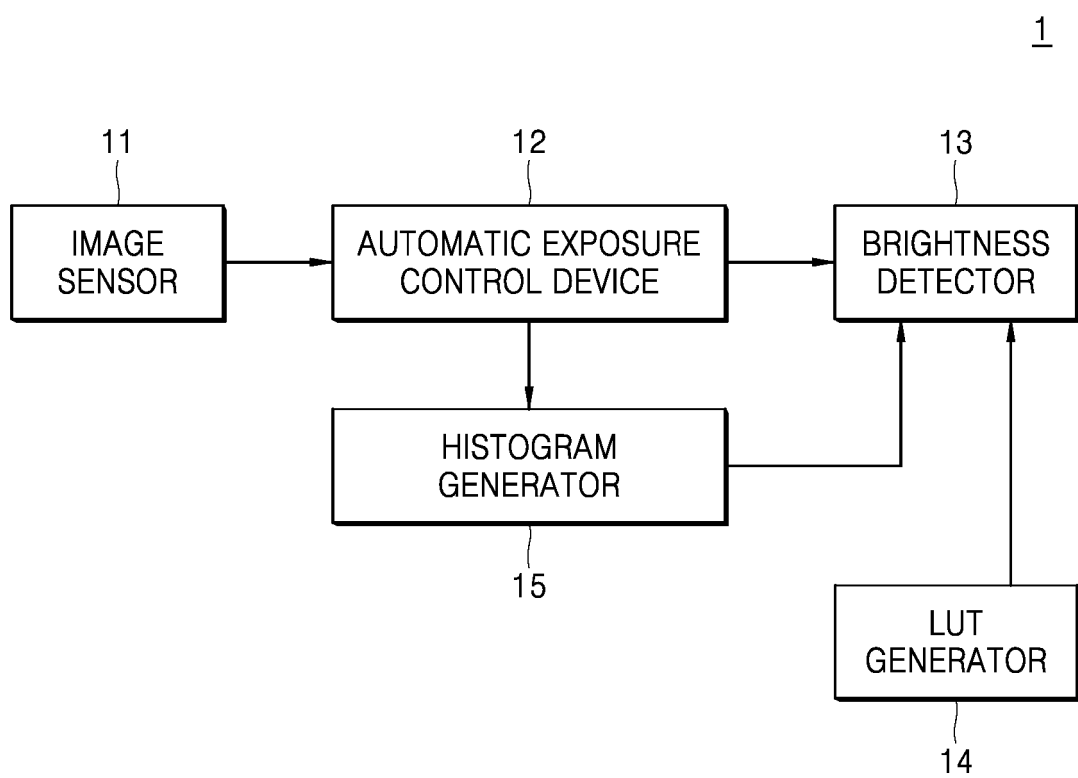 1
11
12
13
IMAGE
SENSOR
AUTOMATIC EXPOSURE
CONTROL DEVICE
BRIGHTNESS
DETECTOR
HISTOGRAM
GENERATOR
15
LUT
GENERATOR
14